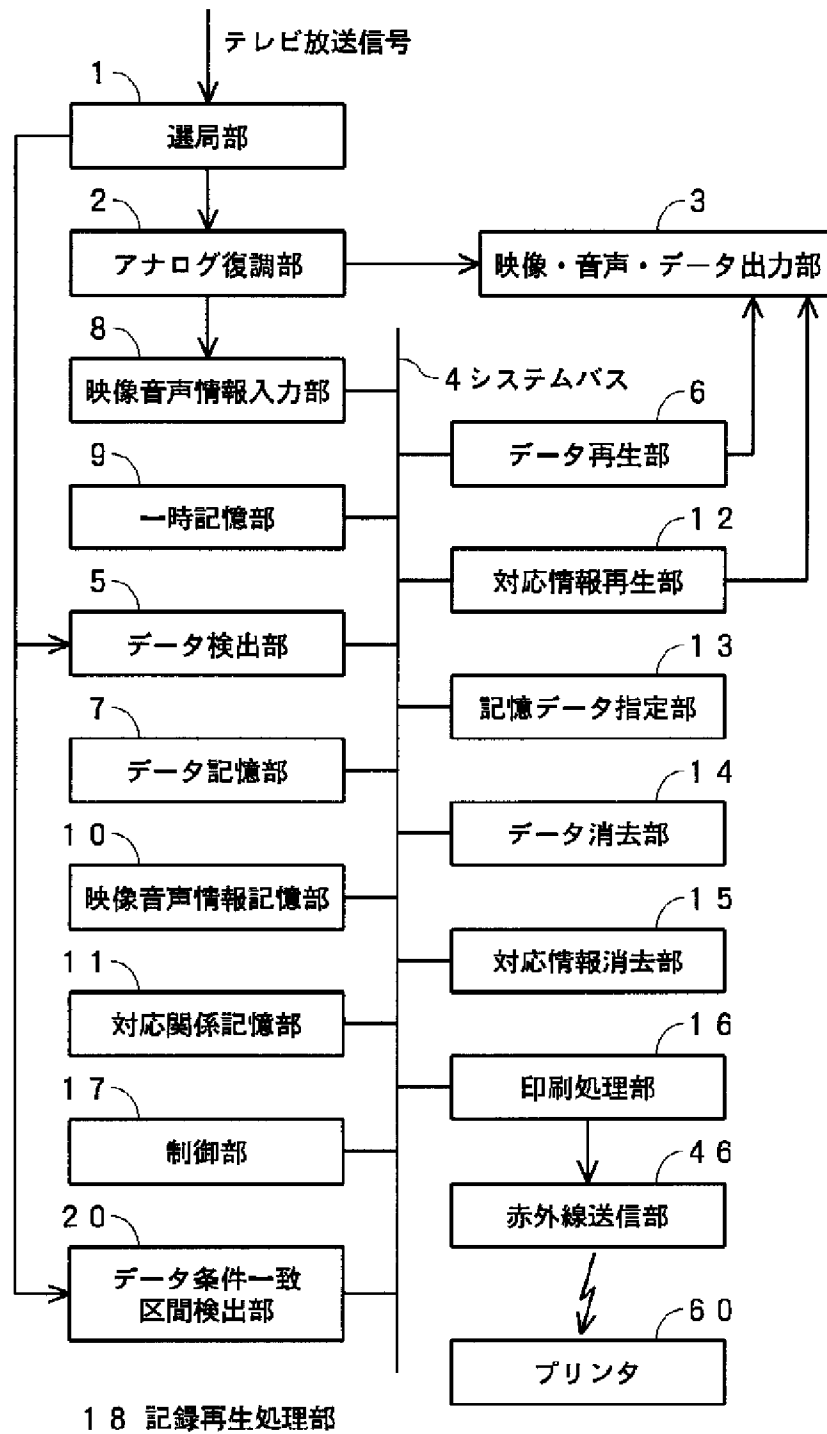 テレビ放送信号
1
選局部
2
アナログ復調部
3
映像・音声・データ出力部
8
映像音声情報入力部
4システムバス
6
データ再生部
9
一時記憶部
12
対応情報再生部
5
データ検出部
13
記憶データ指定部
7
データ記憶部
14
データ消去部
10
映像音声情報記憶部
15
対応情報消去部
11
対応関係記憶部
16
印刷処理部
17
制御部
46
赤外線送信部
20
データ条件一致
区間検出部
60
プリンタ
18 記録再生処理部